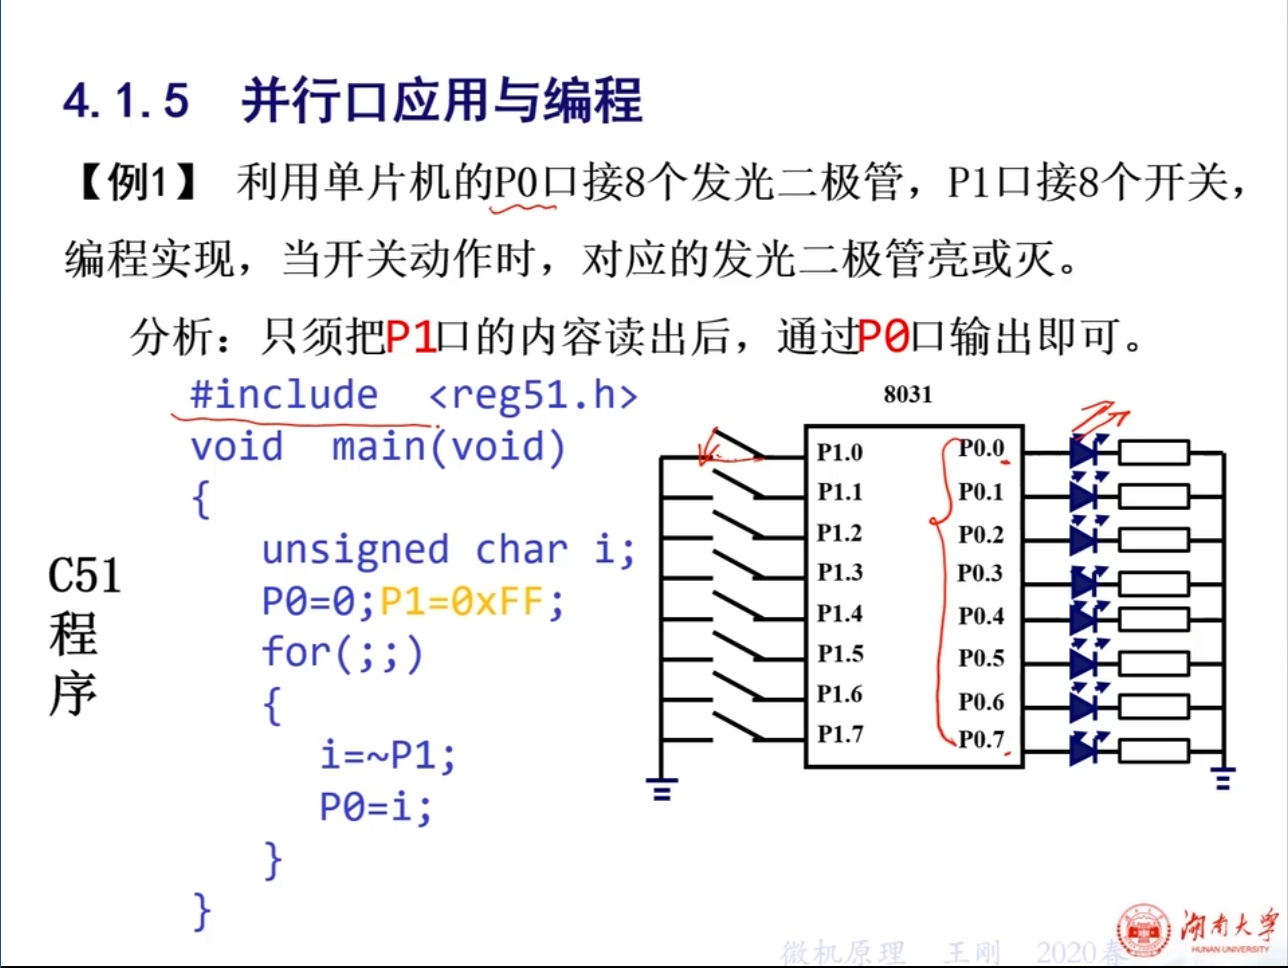 4.1.5 并行口应用与编程
【例1】 利用单片机的P0口接8个发光二极管，P1口接8个开关，
编程实现，当开关动作时，对应的发光二极管亮或灭。
分析：只须把P1口的内容读出后，通过P0口输出即可。
#include <reg51.h>
void main(void)
{
unsigned char i;
P0=0;P1=0xFF;
for(;;)
{
i=~P1;
P0=i;
}
}
C51
程
序
8031
P1.0 P0.0
P1.1 P0.1
P1.2 P0.2
P1.3 P0.3
P1.4 P0.4
P1.5 P0.5
P1.6 P0.6
P1.7 P0.7
湖南大学
HUNAN UNIVERSITY
微机原理 王刚 2020春